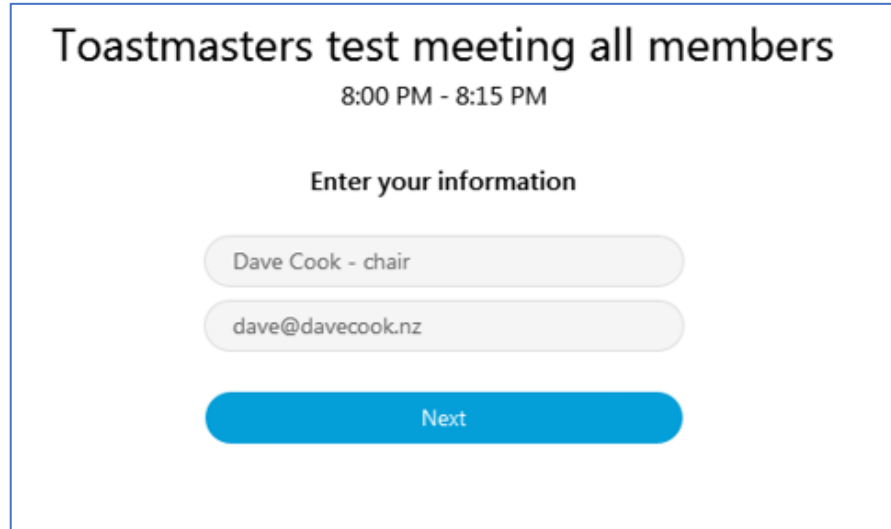 Toastmasters test meeting all members
8:00 PM - 8:15 PM
Enter your information
Dave Cook - chair
dave@davecook.nz
Next